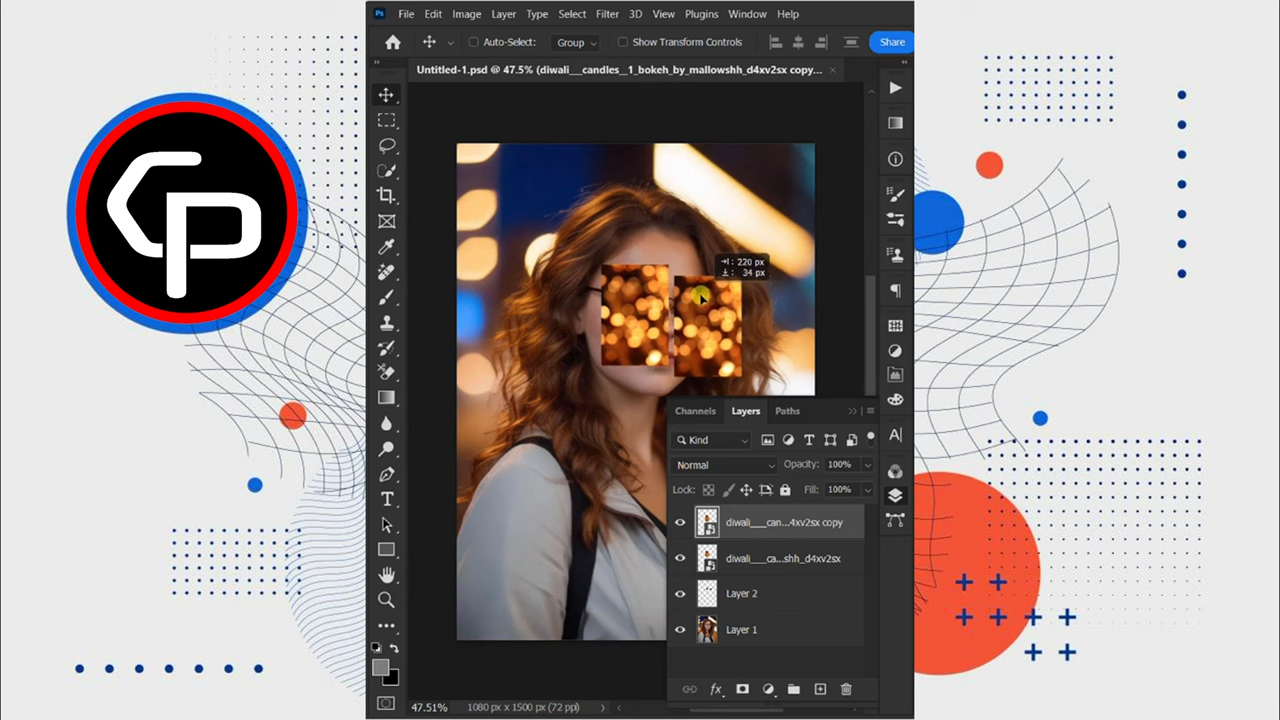 CP
Ps File Edit Image Layer Type Select Filter 3D View Plugins Window Help
Auto-Select: Group Show Transform Controls Share
Untitled-1.psd @ 47.5% (diwali___candles__1_bokeh_by_mallowshh_d4xv2sx copy...
220 px
34 px
Channels Layers Paths
Kind
Normal Opacity: 100%
Lock: Fill: 100%
diwali___can...4xv2sx copy
diwali___ca...shh_d4xv2sx
Layer 2
Layer 1
fx
47.51% 1080 px x 1500 px (72 ppi)